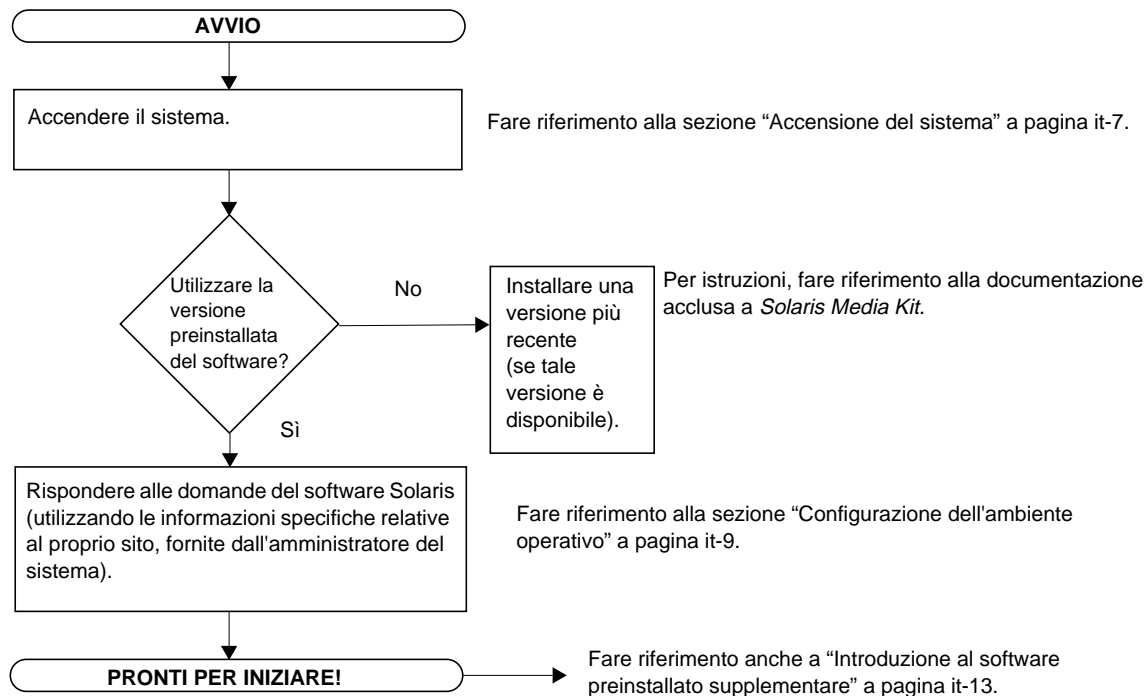 AVVIO
Accendere il sistema.
Fare riferimento alla sezione “Accensione del sistema” a pagina it-7.
Utilizzare la
versione
preinstallata
del software?
No
Installare una
versione più
recente
(se tale
versione è
disponibile).
Per istruzioni, fare riferimento alla documentazione
acclusa a Solaris Media Kit.
Sì
Rispondere alle domande del software Solaris
(utilizzando le informazioni specifiche relative
al proprio sito, fornite dall'amministratore del
sistema).
Fare riferimento alla sezione “Configurazione dell'ambiente
operativo” a pagina it-9.
PRONTI PER INIZIARE!
Fare riferimento anche a “Introduzione al software
preinstallato supplementare” a pagina it-13.